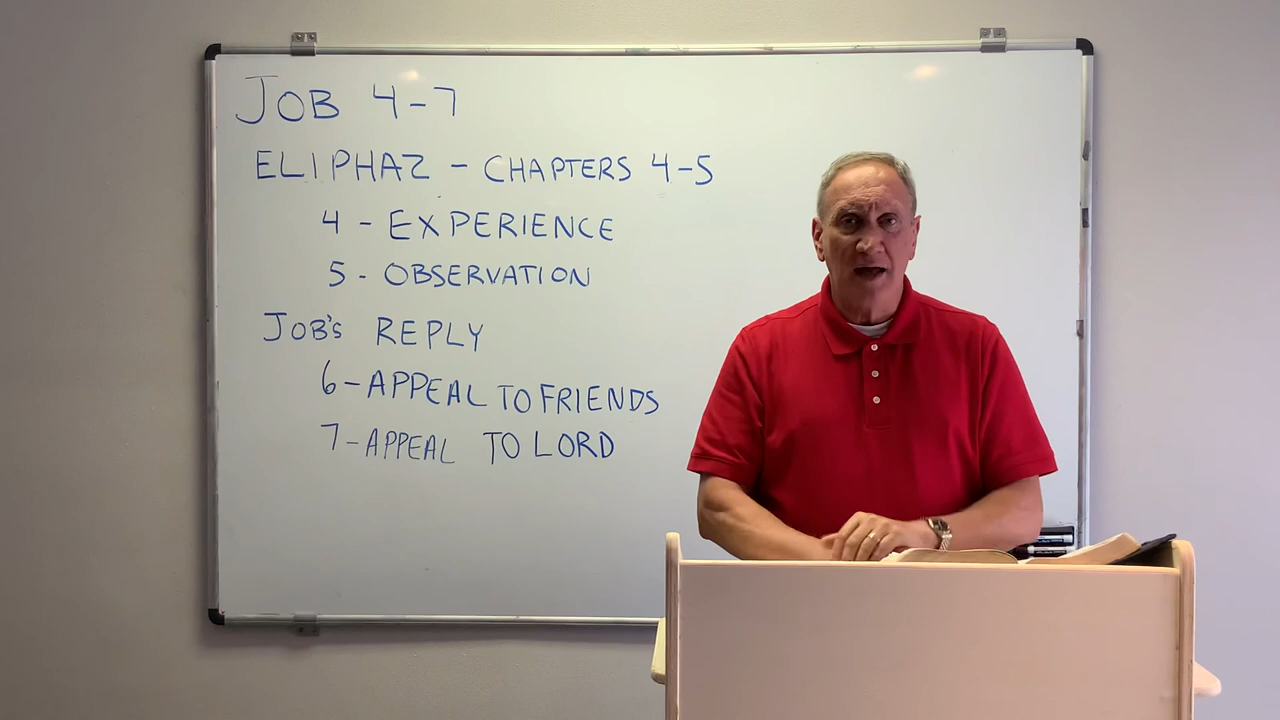 JOB 4-7
ELIPHAZ - CHAPTERS 4-5
4 - EXPERIENCE
5 - OBSERVATION
JOB'S REPLY
6 - APPEAL TO FRIENDS
7 - APPEAL TO LORD